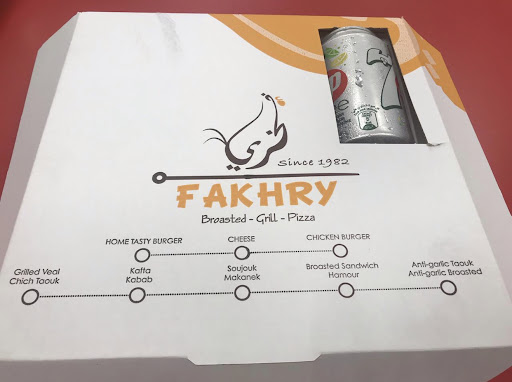 فخري
since 1982
FAKHRY
Broasted - Grill - Pizza
HOME TASTY BURGER CHEESE CHICKEN BURGER
Grilled Veal Kafta Soujouk Broasted Sandwich Anti-garlic Taouk
Chich Taouk Kabab Makanek Hamour Anti-garlic Broasted
7